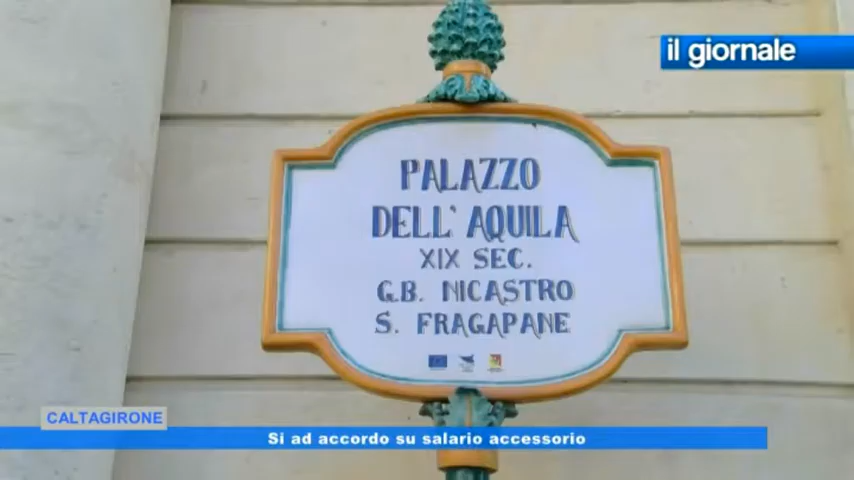 il giornale
PALAZZO
DELL'AQUILA
XIX SEC.
G.B. NICASTRO
S. FRAGAPANE
CALTAGIRONE
Si ad accordo su salario accessorio